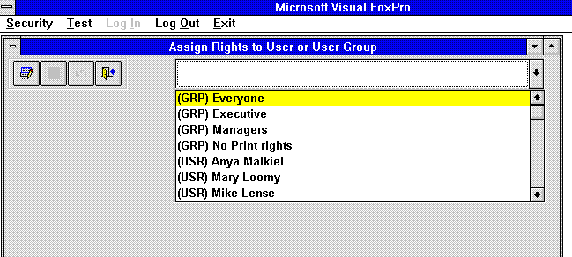 Microsoft Visual FoxPro
Security Test Log In Log Out Exit
Assign Rights to User or User Group
(GRP) Everyone
(GRP) Executive
(GRP) Managers
(GRP) No Print rights
(USR) Anya Malkiel
(USR) Mary Loomy
(USR) Mike Lense